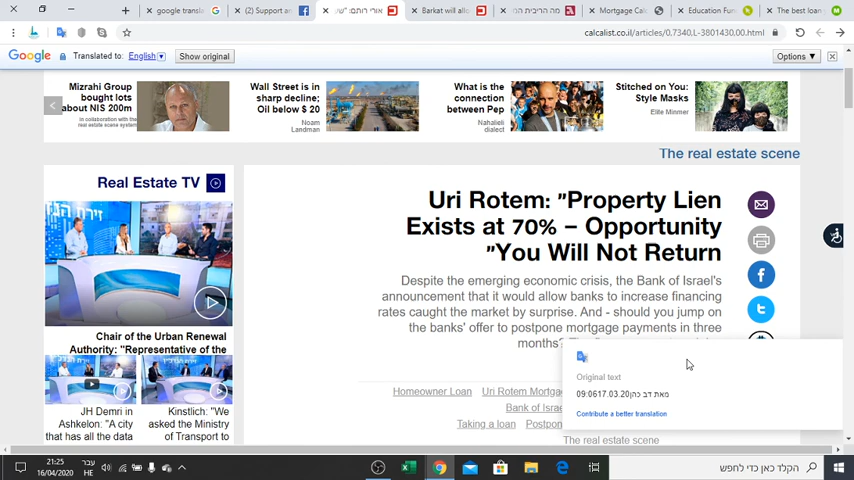 google transla
(2) Support an
אורי רותם: "שע
Barkat will allo
מה הריבית המ
Mortgage Cal
Education Fun
The best loan
calcalist.co.il/articles/0,7340,L-3801430,00.html
Google
Translated to: English
Show original
Options ▼
Mizrahi Group
bought lots
about NIS 200m
in collaboration with the
real estate scene system
Wall Street is in
sharp decline;
Oil below $ 20
Noam
Landman
What is the
connection
between Pep
Nahalieli
dialect
Stitched on You:
Style Masks
Elite Minmer
The real estate scene
Real Estate TV
Uri Rotem: "Property Lien
Exists at 70% – Opportunity
"You Will Not Return
Despite the emerging economic crisis, the Bank of Israel's
announcement that it would allow banks to increase financing
rates caught the market by surprise. And - should you jump on
the banks' offer to postpone mortgage payments in three
months?
Chair of the Urban Renewal
Authority: "Representative of the
JH Demri in
Ashkelon: "A city
that has all the data
Kinstlich: "We
asked the Ministry
of Transport to
Original text
מאת דב כהן09:0617.03.20
Contribute a better translation
Homeowner Loan
Uri Rotem Mortga
Bank of Israe
Taking a loan
Postpon
The real estate scene
21:25
16/04/2020
עבר
HE
הקלד כאן כדי לחפש